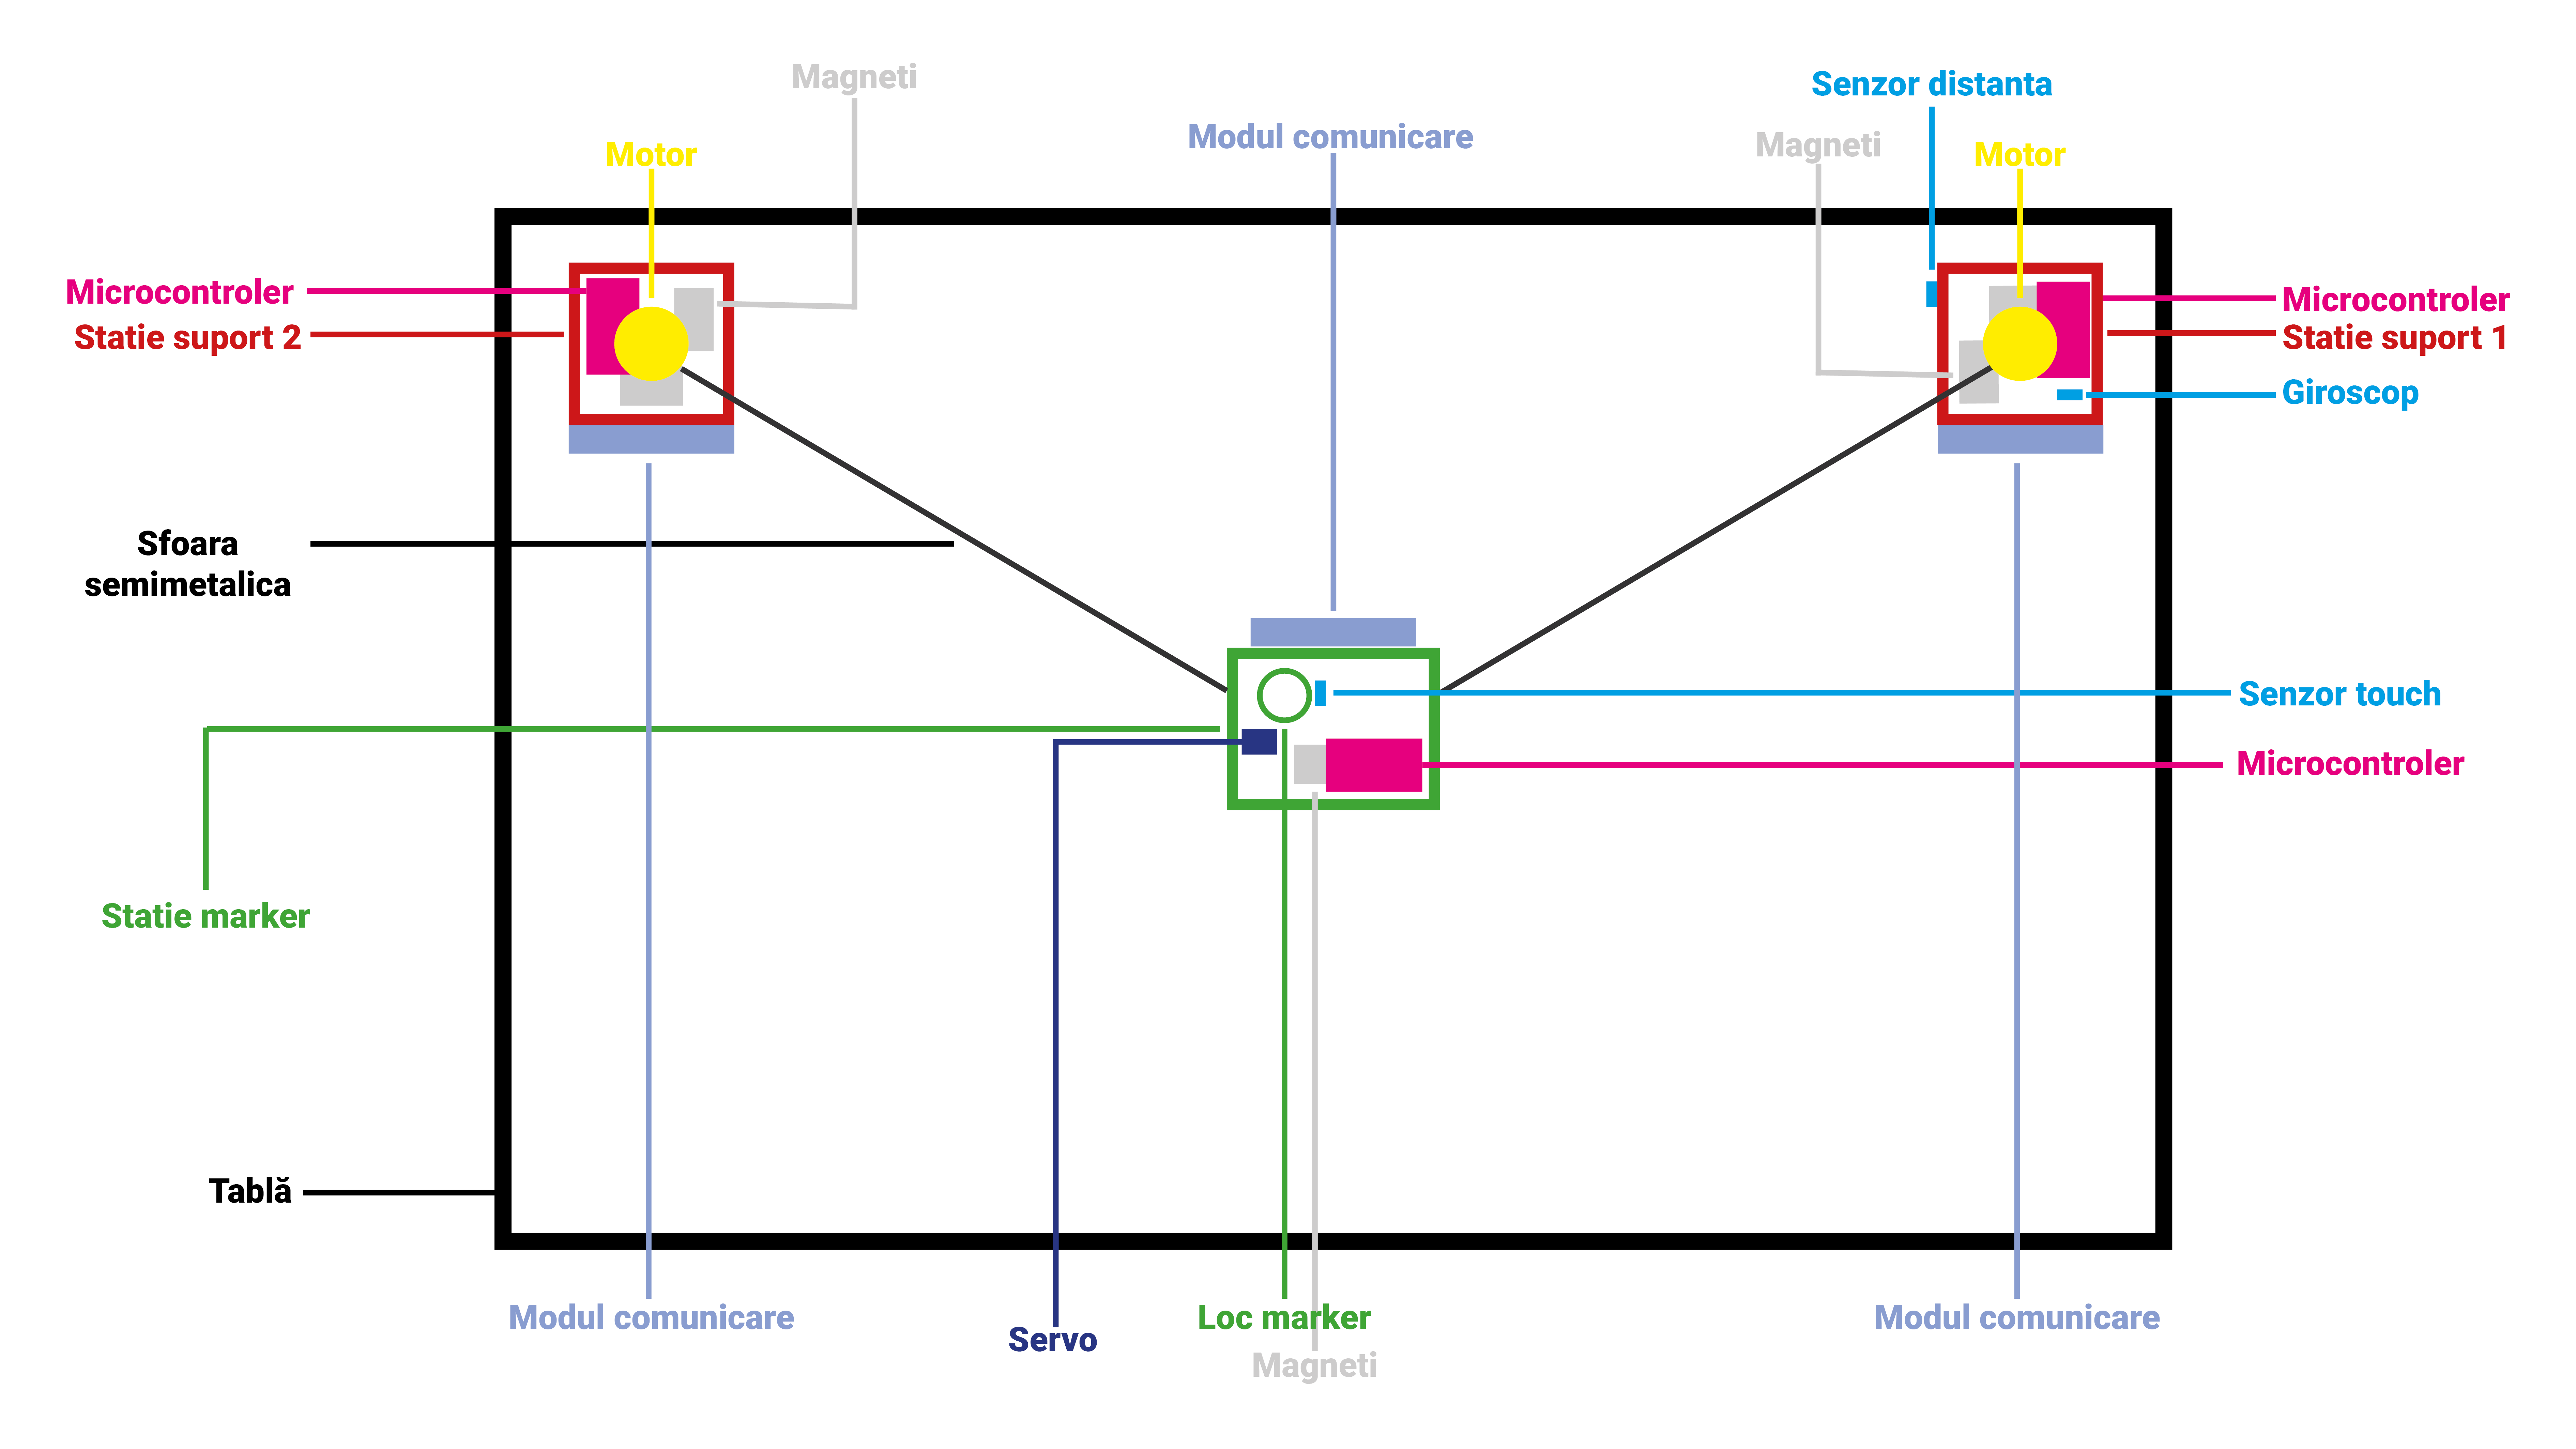 Magneti
Senzor distanta
Modul comunicare
Magneti
Motor
Motor
Microcontroler
Statie suport 2
Microcontroler
Statie suport 1
Giroscop
Sfoara
semimetalica
Senzor touch
Microcontroler
Statie marker
Tablă
Modul comunicare
Servo
Loc marker
Magneti
Modul comunicare